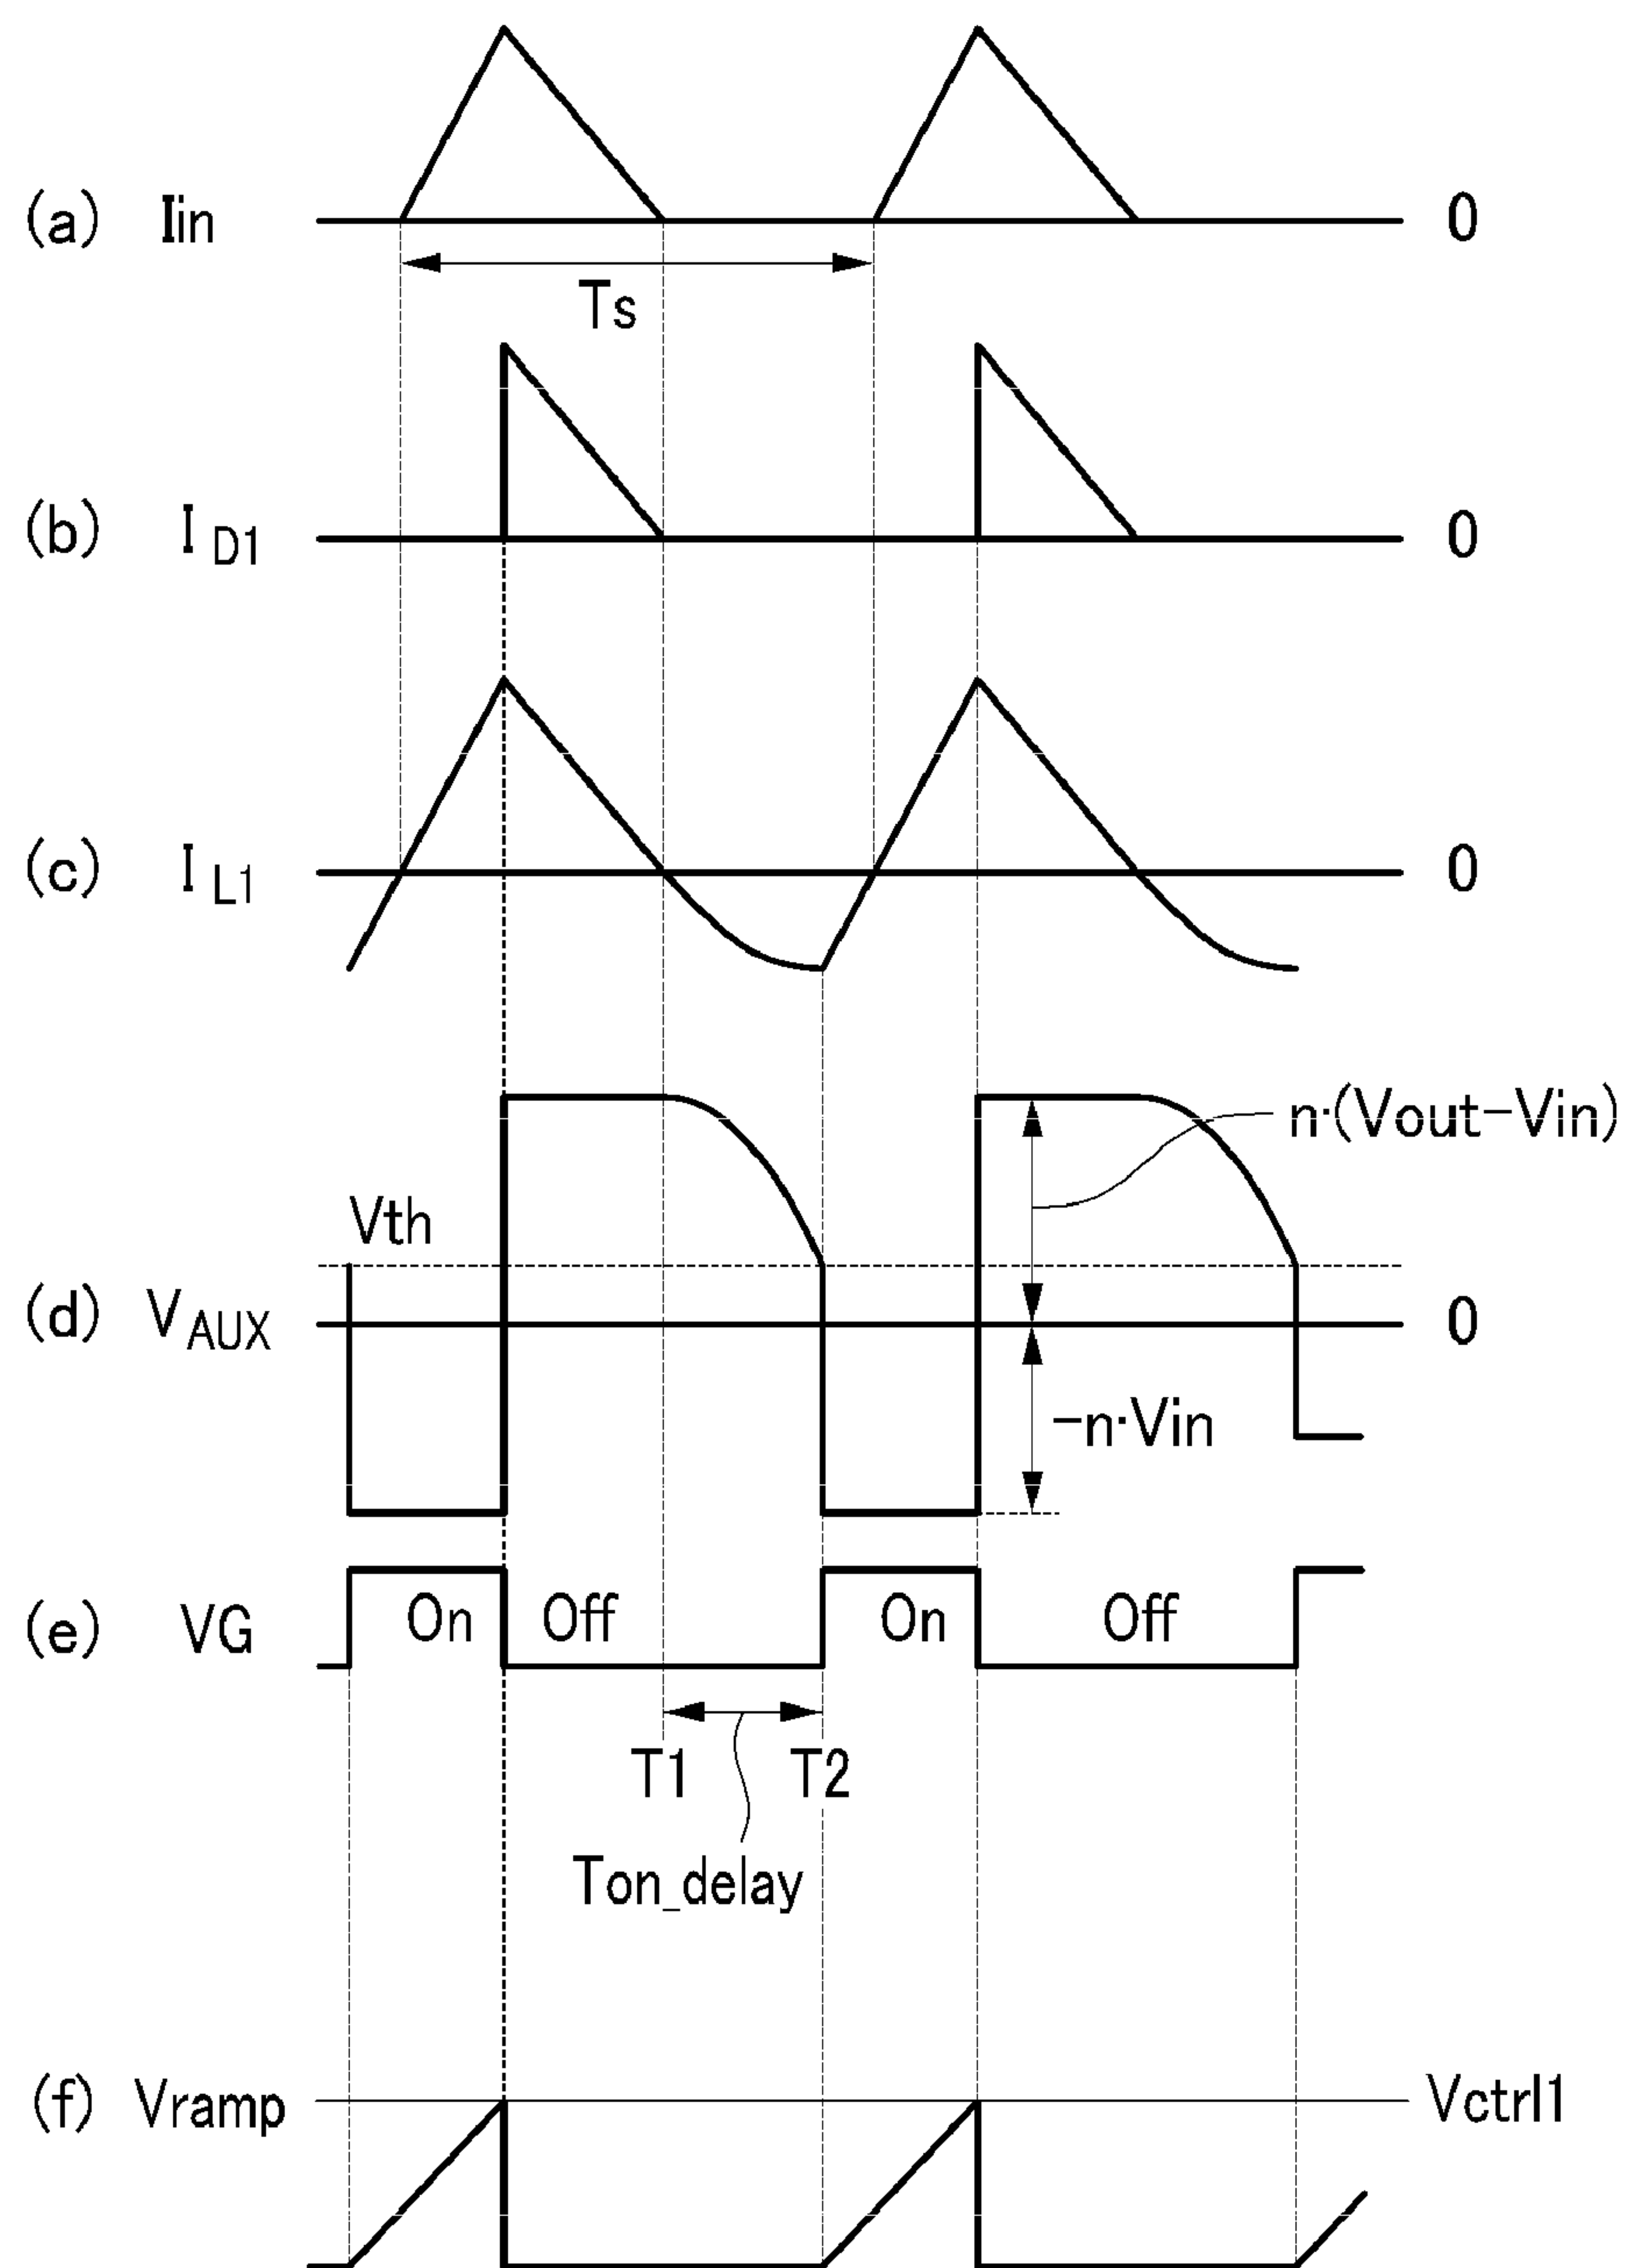 (a) Iin 0
Ts
(b) I D1 0
(c) I L1 0
n·(Vout−Vin)
Vth
(d) VAUX 0
−n·Vin
(e) VG On Off On Off
T1 T2
Ton_delay
(f) Vramp Vctrl1